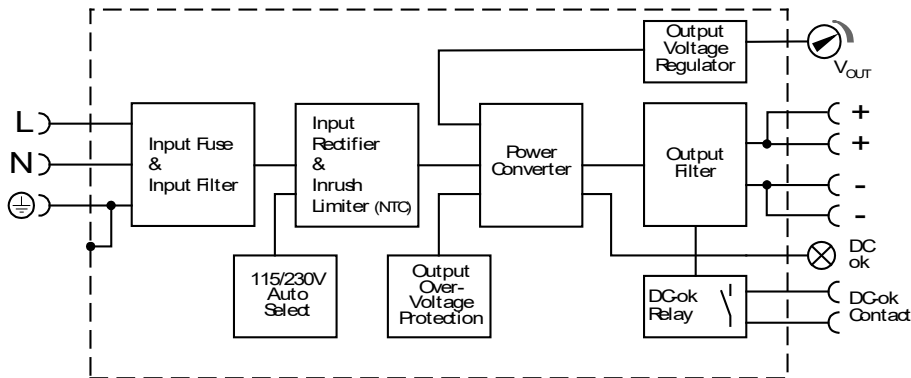 Output
Voltage
Regulator
VOUT
L
N
Input Fuse
&
Input Filter
Input
Rectifier
&
Inrush
Limiter (NTC)
Power
Converter
Output
Filter
+
+
-
-
DC
ok
115/230V
Auto
Select
Output
Over-
Voltage
Protection
DC-ok
Relay
DC-ok
Contact